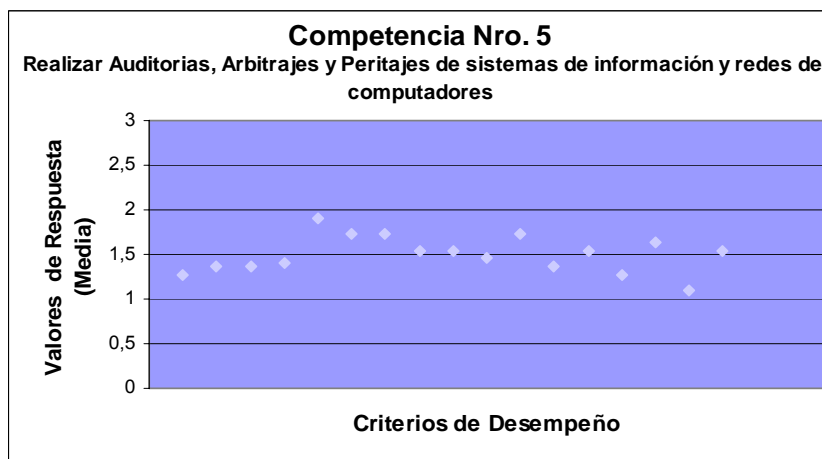 Competencia Nro. 5
Realizar Auditorias, Arbitrajes y Peritajes de sistemas de información y redes de
computadores
3
2,5
2
1,5
1
0,5
0
Valores de Respuesta
(Media)
Criterios de Desempeño